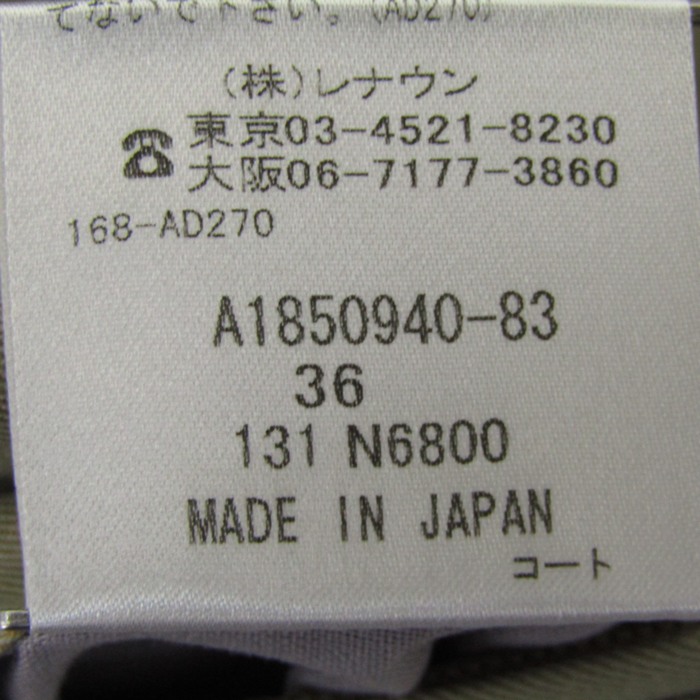 てないで下さい。(AD270)
(株)レナウン
☎東京03-4521-8230
大阪06-7177-3860
168-AD270
A1850940-83
36
131 N6800
MADE IN JAPAN
コート